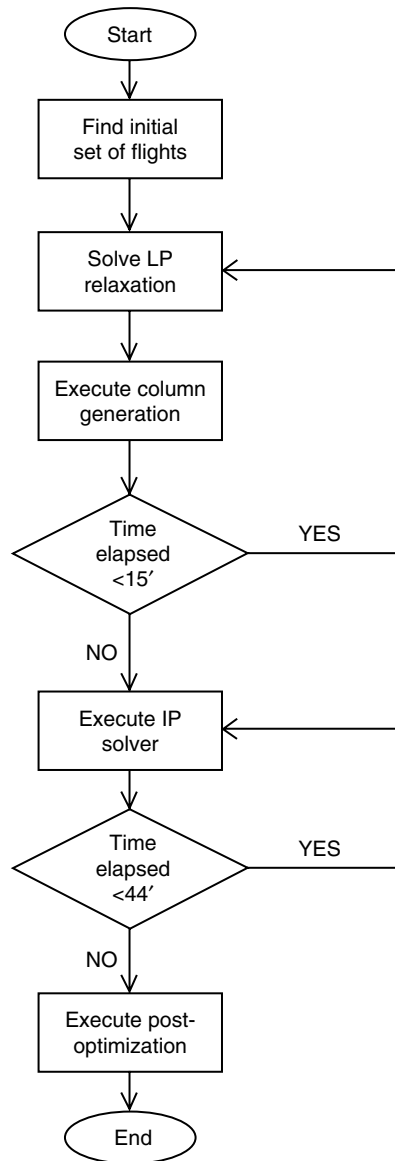 Start
Find initial
set of flights
Solve LP
relaxation
Execute column
generation
Time
elapsed
<15′
YES
NO
Execute IP
solver
Time
elapsed
<44′
YES
NO
Execute post-
optimization
End